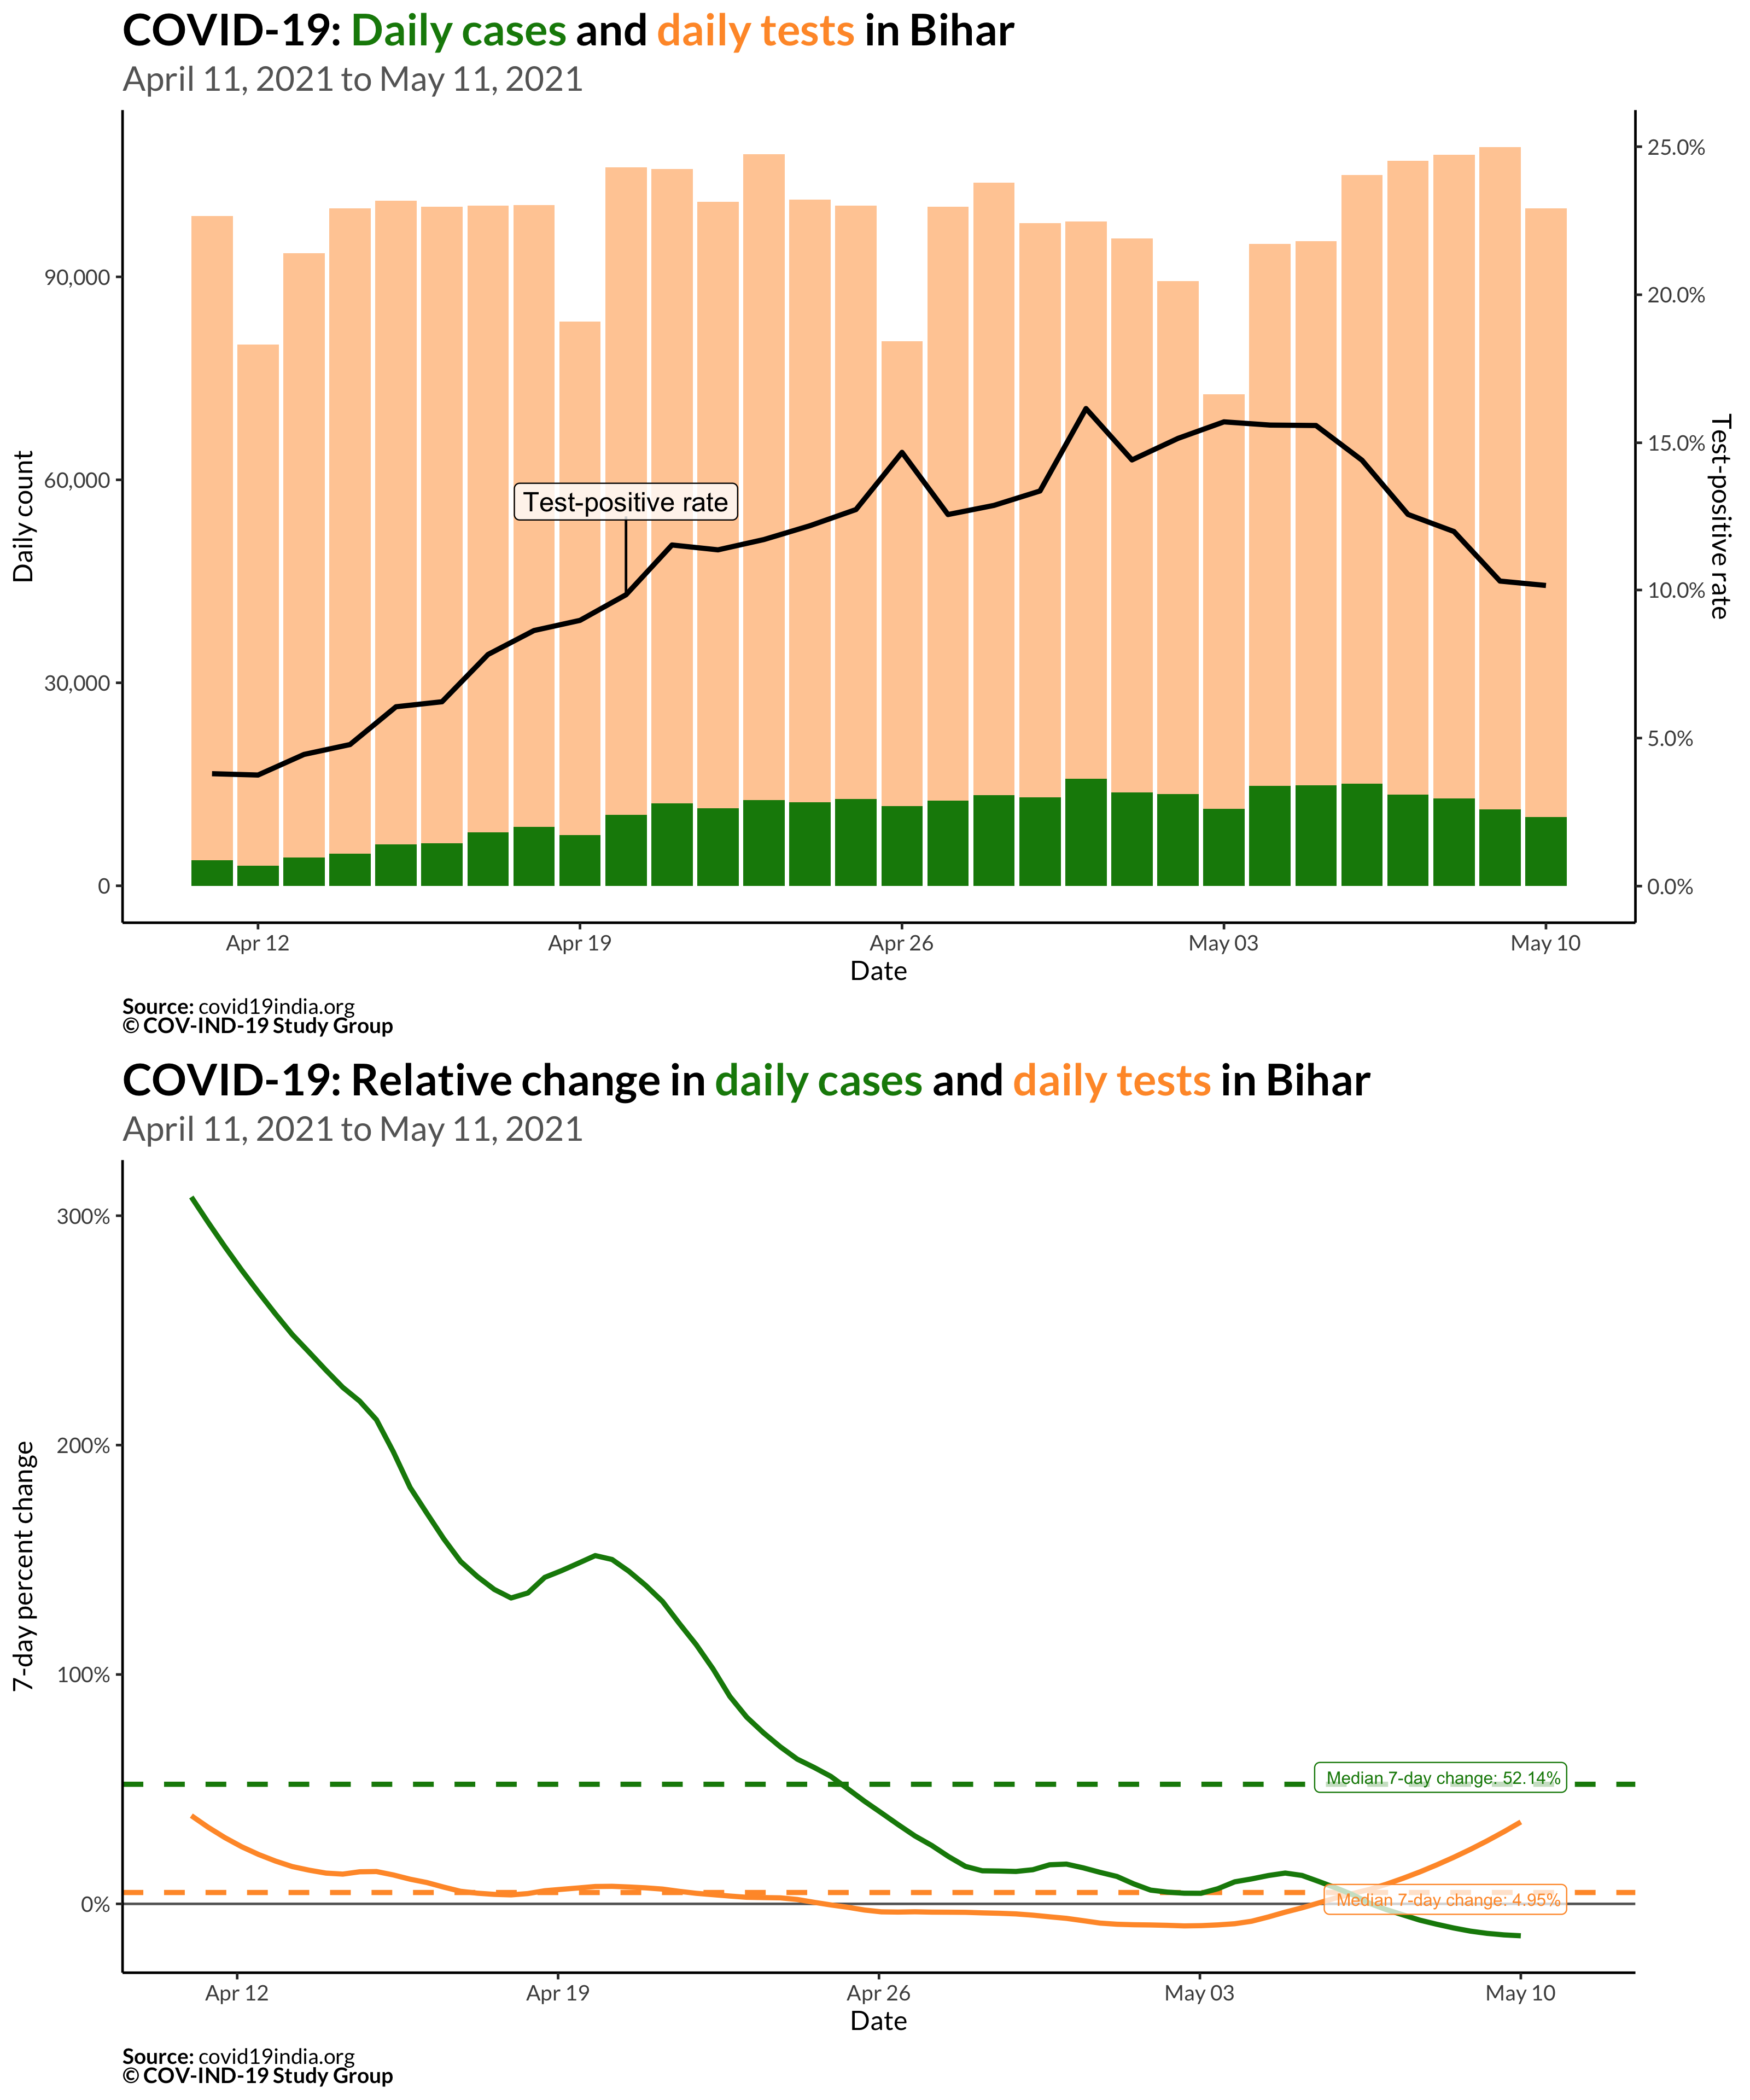 COVID-19: Daily cases and daily tests in Bihar
April 11, 2021 to May 11, 2021
Daily count
90,000
60,000
30,000
0
Test-positive rate
25.0%
20.0%
15.0%
10.0%
5.0%
0.0%
Test-positive rate
Apr 12
Apr 19
Apr 26
May 03
May 10
Date
Source: covid19india.org
© COV-IND-19 Study Group
COVID-19: Relative change in daily cases and daily tests in Bihar
April 11, 2021 to May 11, 2021
7-day percent change
300%
200%
100%
0%
Median 7-day change: 52.14%
Median 7-day change: 4.95%
Apr 12
Apr 19
Apr 26
May 03
May 10
Date
Source: covid19india.org
© COV-IND-19 Study Group